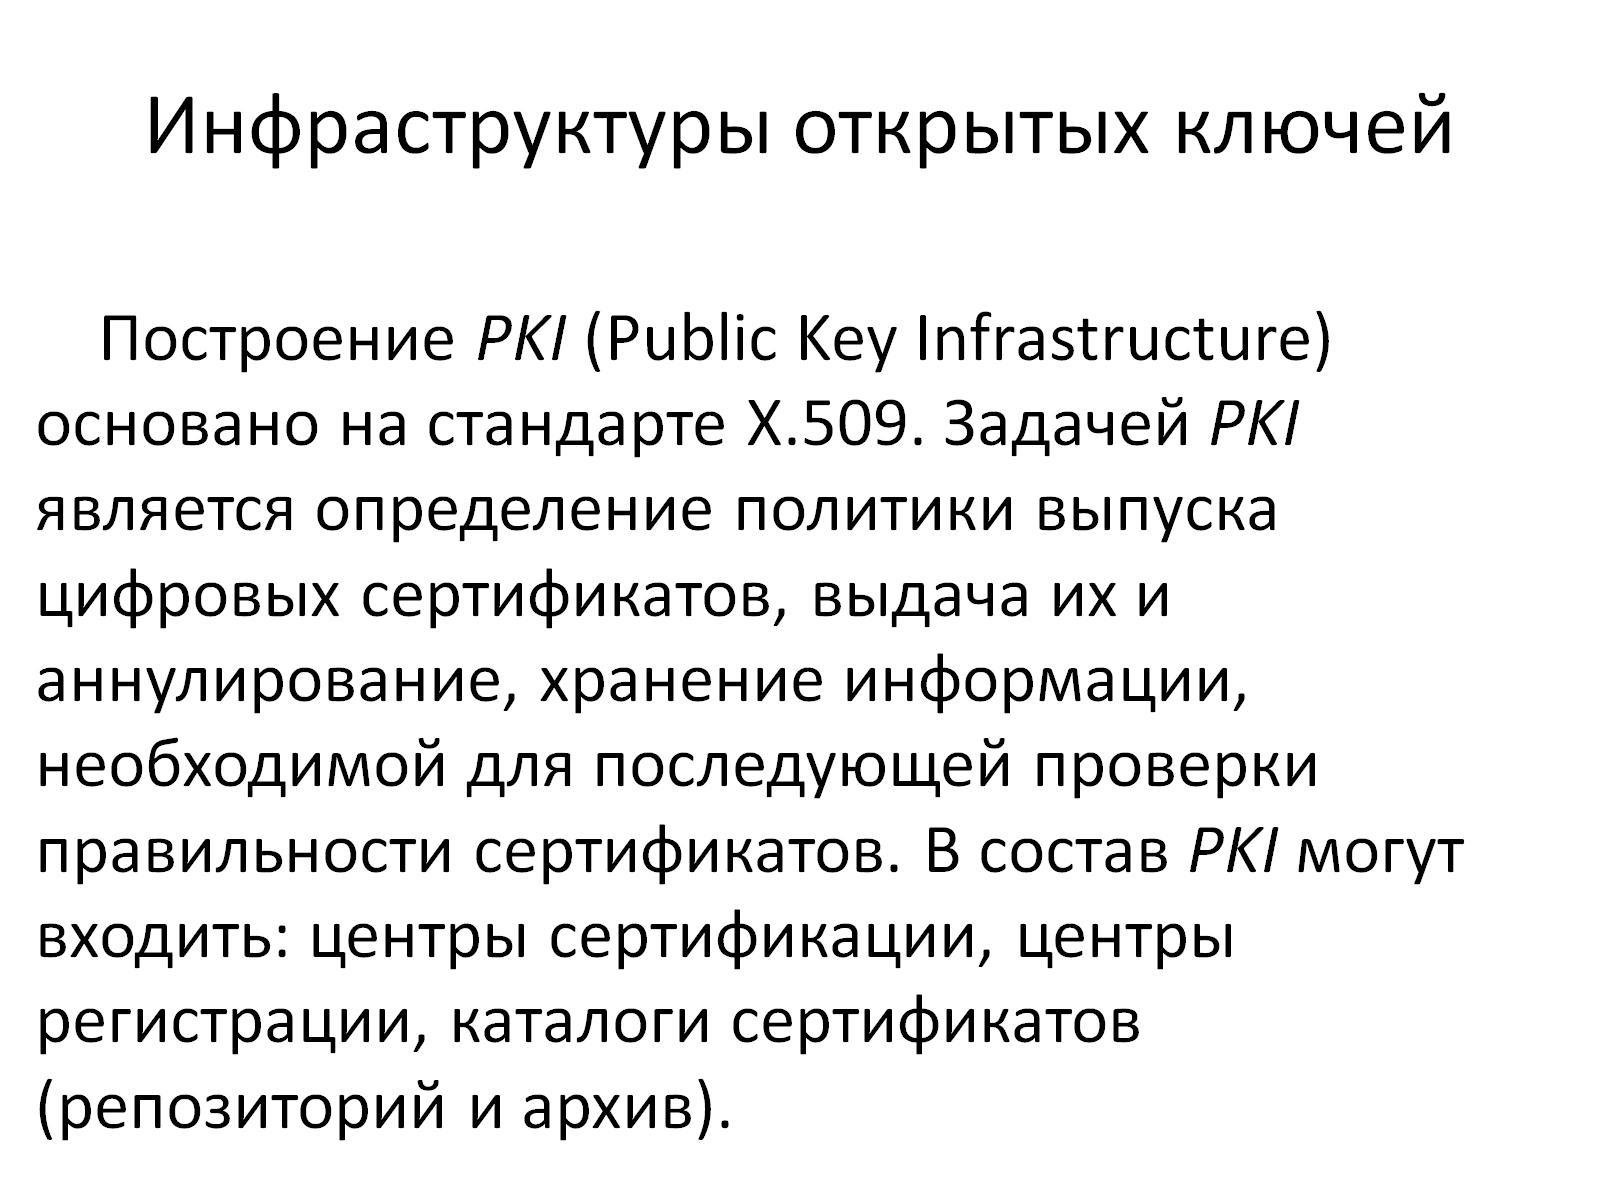 Инфраструктуры открытых ключей
Построение PKI (Public Key Infrastructure)
основано на стандарте X.509. Задачей PKI
является определение политики выпуска
цифровых сертификатов, выдача их и
аннулирование, хранение информации,
необходимой для последующей проверки
правильности сертификатов. В состав PKI могут
входить: центры сертификации, центры
регистрации, каталоги сертификатов
(репозиторий и архив).